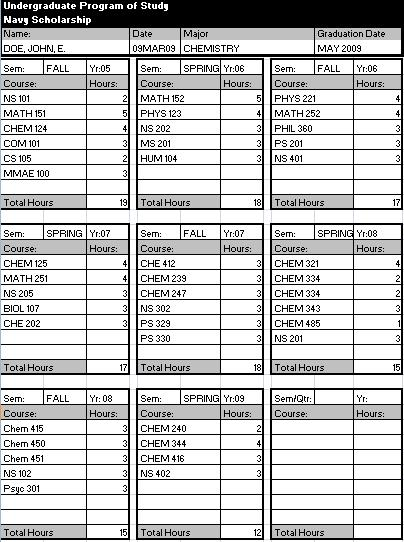 Undergraduate Program of Study
Navy Scholarship
Name: Date Major Graduation Date
DOE, JOHN, E. 09MAR09 CHEMISTRY MAY 2009
Sem: FALL Yr:05
Course: Hours:
NS 101 2
MATH 151 5
CHEM 124 4
COM 101 3
CS 105 2
MMAE 100 3
Total Hours 19
Sem: SPRING Yr:06
Course: Hours:
MATH 152 5
PHYS 123 4
NS 202 3
MS 201 3
HUM 104 3
Total Hours 18
Sem: FALL Yr:06
Course: Hours:
PHYS 221 4
MATH 252 4
PHIL 360 3
PS 201 3
NS 401 3
Total Hours 17
Sem: SPRING Yr:07
Course: Hours:
CHEM 125 4
MATH 251 4
NS 205 3
BIOL 107 3
CHE 202 3
Total Hours 17
Sem: FALL Yr:07
Course: Hours:
CHE 412 3
CHEM 239 3
CHEM 247 3
NS 302 3
PS 329 3
PS 330 3
Total Hours 18
Sem: SPRING Yr:08
Course: Hours:
CHEM 321 4
CHEM 334 2
CHEM 334 2
CHEM 343 3
CHEM 485 1
NS 201 3
Total Hours 15
Sem: FALL Yr: 08
Course: Hours:
Chem 415 3
Chem 450 3
Chem 451 3
NS 102 3
Psyc 301 3
Total Hours 15
Sem: SPRING Yr:09
Course: Hours:
CHEM 240 2
CHEM 344 4
CHEM 416 3
NS 402 3
Total Hours 12
Sem/Qtr: Yr:
Course: Hours:
Total Hours